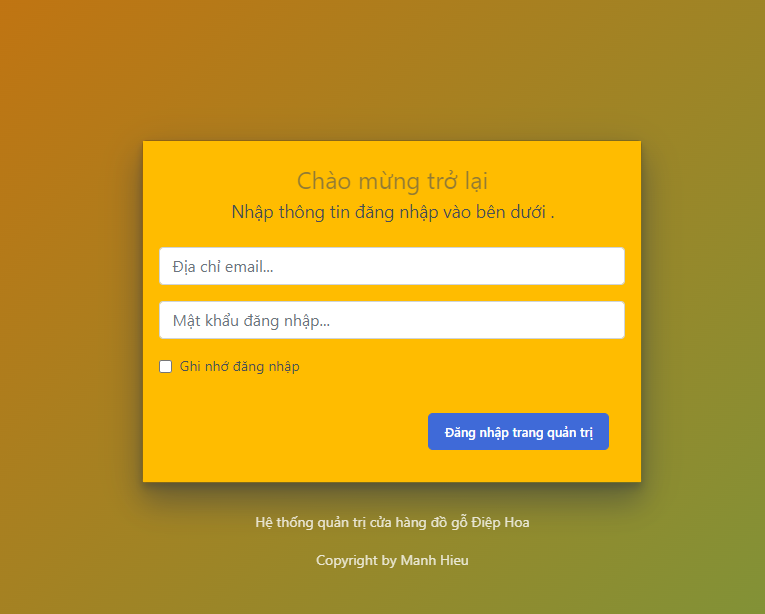 Chào mừng trở lại
Nhập thông tin đăng nhập vào bên dưới .
Địa chỉ email...
Mật khẩu đăng nhập...
Ghi nhớ đăng nhập
Đăng nhập trang quản trị
Hệ thống quản trị cửa hàng đồ gỗ Điệp Hoa
Copyright by Manh Hieu